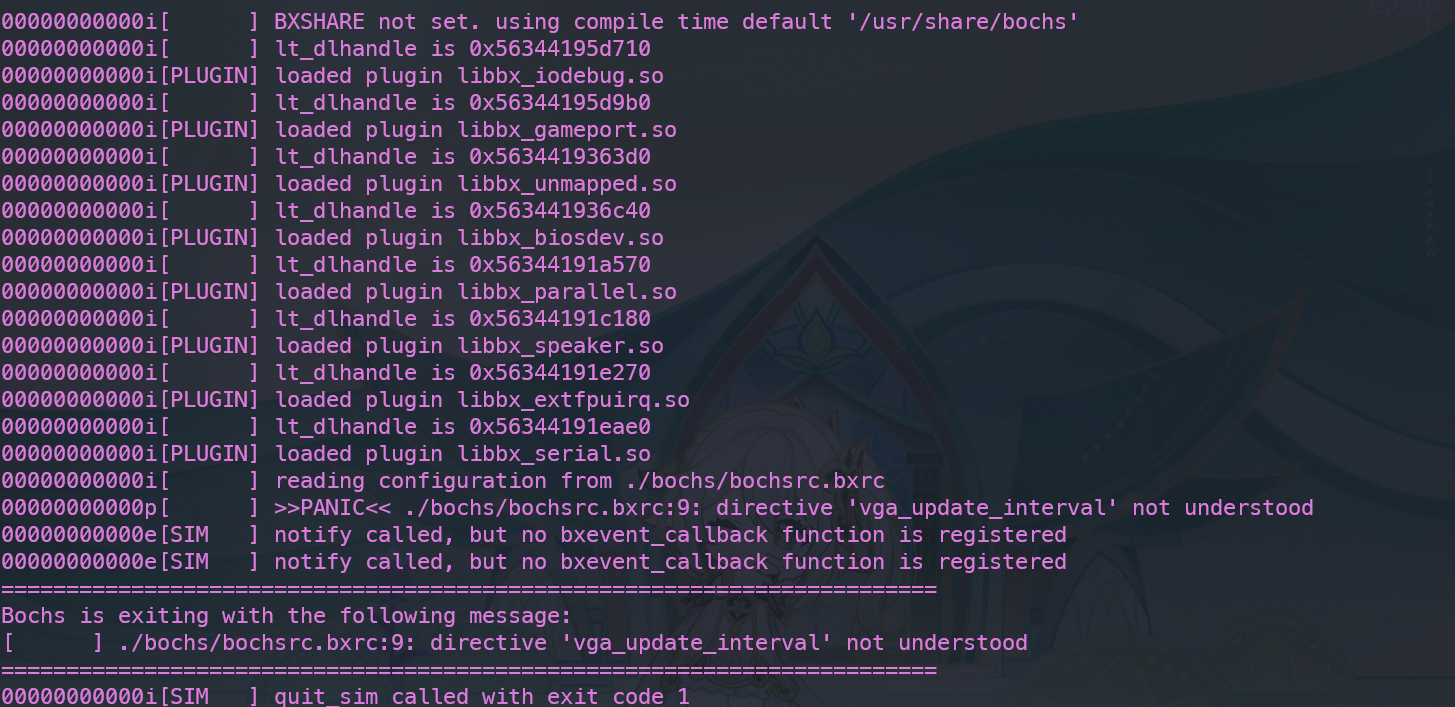 00000000000i[      ] BXSHARE not set. using compile time default '/usr/share/bochs'
00000000000i[      ] lt_dlhandle is 0x56344195d710
00000000000i[PLUGIN] loaded plugin libbx_iodebug.so
00000000000i[      ] lt_dlhandle is 0x56344195d9b0
00000000000i[PLUGIN] loaded plugin libbx_gameport.so
00000000000i[      ] lt_dlhandle is 0x5634419363d0
00000000000i[PLUGIN] loaded plugin libbx_unmapped.so
00000000000i[      ] lt_dlhandle is 0x563441936c40
00000000000i[PLUGIN] loaded plugin libbx_biosdev.so
00000000000i[      ] lt_dlhandle is 0x56344191a570
00000000000i[PLUGIN] loaded plugin libbx_parallel.so
00000000000i[      ] lt_dlhandle is 0x56344191c180
00000000000i[PLUGIN] loaded plugin libbx_speaker.so
00000000000i[      ] lt_dlhandle is 0x56344191e270
00000000000i[PLUGIN] loaded plugin libbx_extfpuirq.so
00000000000i[      ] lt_dlhandle is 0x56344191eae0
00000000000i[PLUGIN] loaded plugin libbx_serial.so
00000000000i[      ] reading configuration from ./bochs/bochsrc.bxrc
00000000000p[      ] >>PANIC<< ./bochs/bochsrc.bxrc:9: directive 'vga_update_interval' not understood
00000000000e[SIM   ] notify called, but no bxevent_callback function is registered
00000000000e[SIM   ] notify called, but no bxevent_callback function is registered
========================================================================
Bochs is exiting with the following message:
[      ] ./bochs/bochsrc.bxrc:9: directive 'vga_update_interval' not understood
========================================================================
00000000000i[SIM   ] quit_sim called with exit code 1